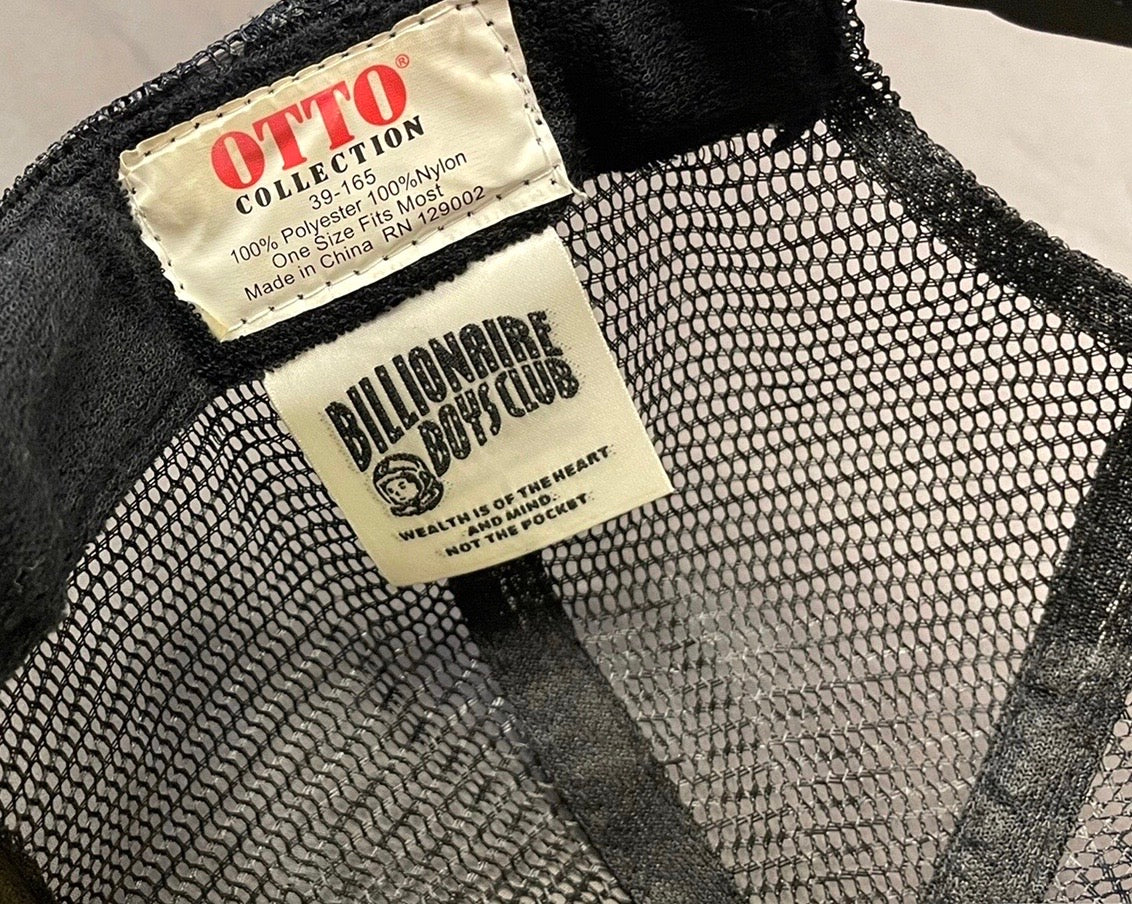 OTTO®
COLLECTION
39-165
100% Polyester 100%Nylon
One Size Fits Most
Made in China RN 129002
BILLIONAIRE
BOYS CLUB
WEALTH IS OF THE HEART
AND MIND.
NOT THE POCKET